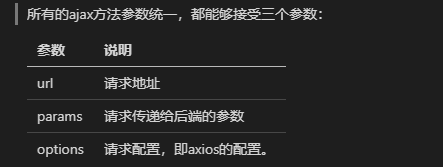 所有的ajax方法参数统一，都能够接受三个参数：
参数 说明
url 请求地址
params 请求传递给后端的参数
options 请求配置，即axios的配置。